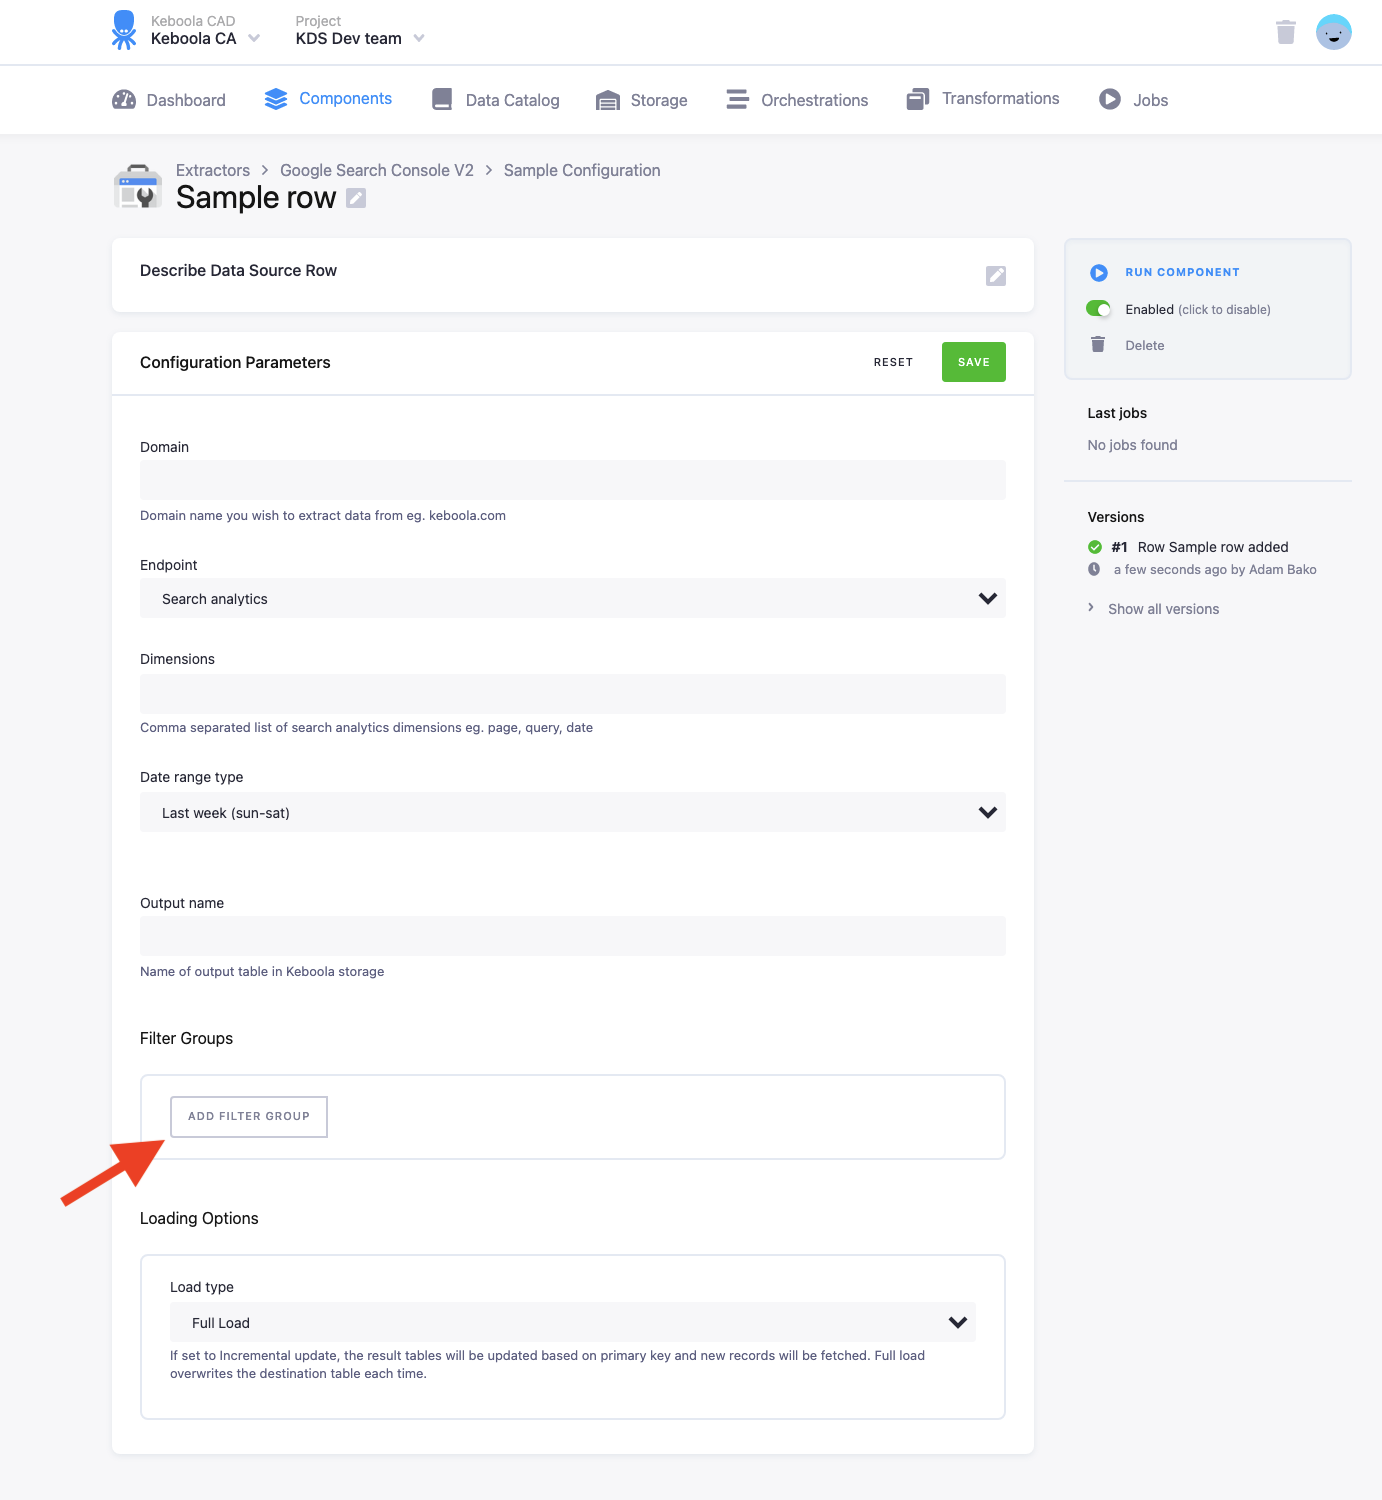 Keboola CAD
Keboola CA
Project
KDS Dev team
Dashboard
Components
Data Catalog
Storage
Orchestrations
Transformations
Jobs
Extractors > Google Search Console V2 > Sample Configuration
Sample row
Describe Data Source Row
Configuration Parameters
RESET
SAVE
Domain
Domain name you wish to extract data from eg. keboola.com
Endpoint
Search analytics
Dimensions
Comma separated list of search analytics dimensions eg. page, query, date
Date range type
Last week (sun-sat)
Output name
Name of output table in Keboola storage
Filter Groups
ADD FILTER GROUP
Loading Options
Load type
Full Load
If set to Incremental update, the result tables will be updated based on primary key and new records will be fetched. Full load
overwrites the destination table each time.
RUN COMPONENT
Enabled (click to disable)
Delete
Last jobs
No jobs found
Versions
#1 Row Sample row added
a few seconds ago by Adam Bako
Show all versions